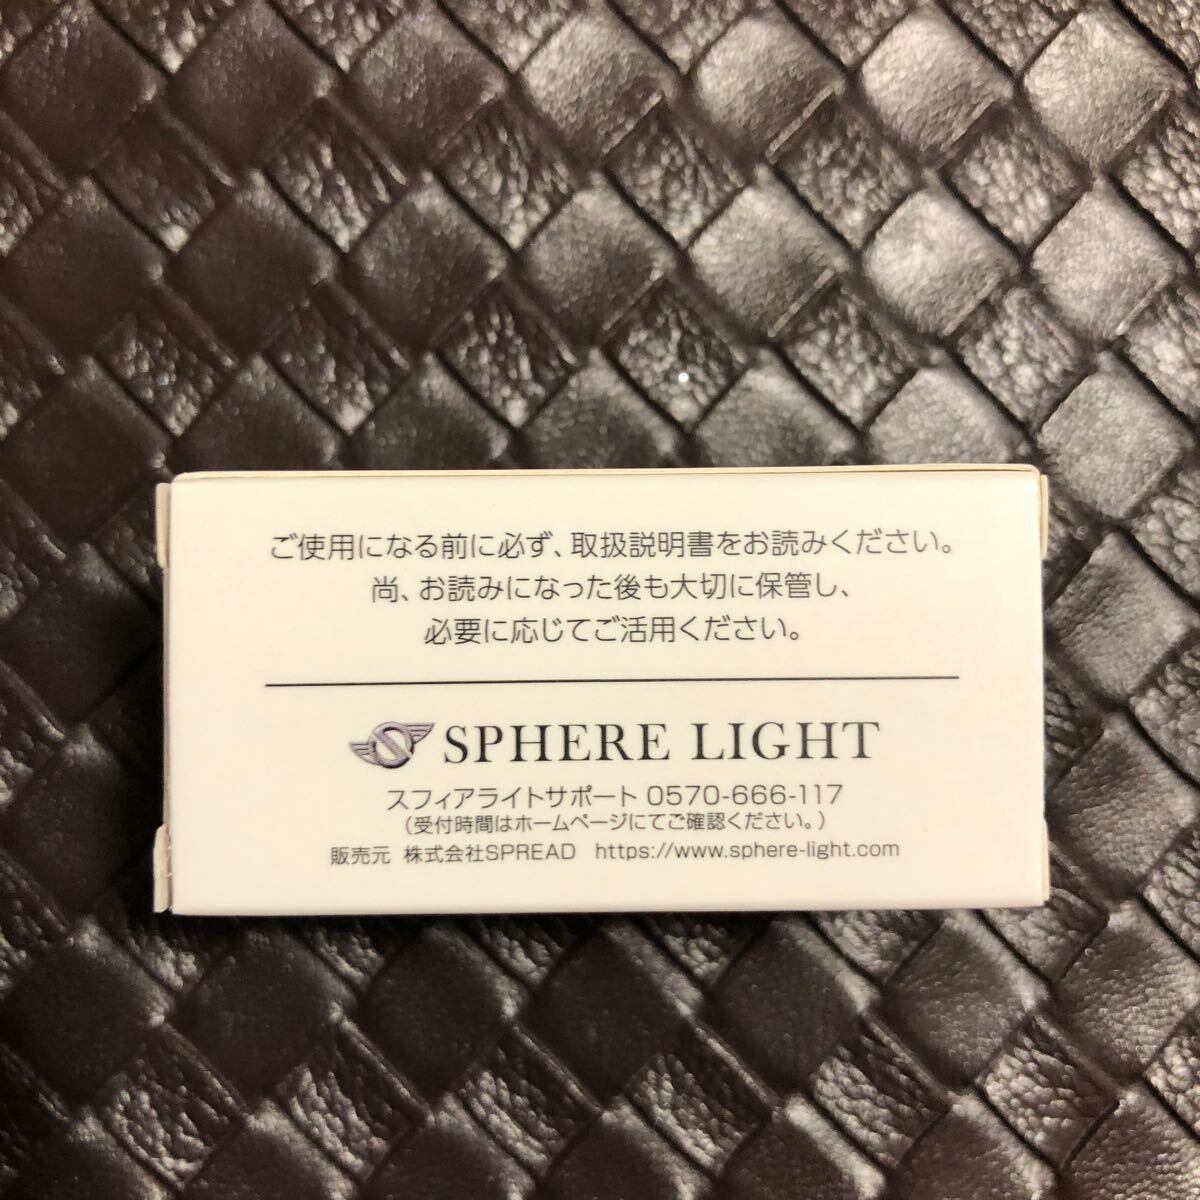 ご使用になる前に必ず、取扱説明書をお読みください。
尚、お読みになった後も大切に保管し、
必要に応じてご活用ください。
SPHERE LIGHT
スフィアライトサポート 0570-666-117
（受付時間はホームページにてご確認ください。）
販売元 株式会社SPREAD https://www.sphere-light.com